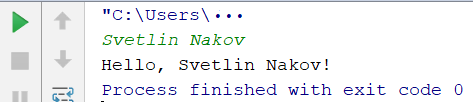 "C:\Users\...
Svetlin Nakov
Hello, Svetlin Nakov!
Process finished with exit code 0